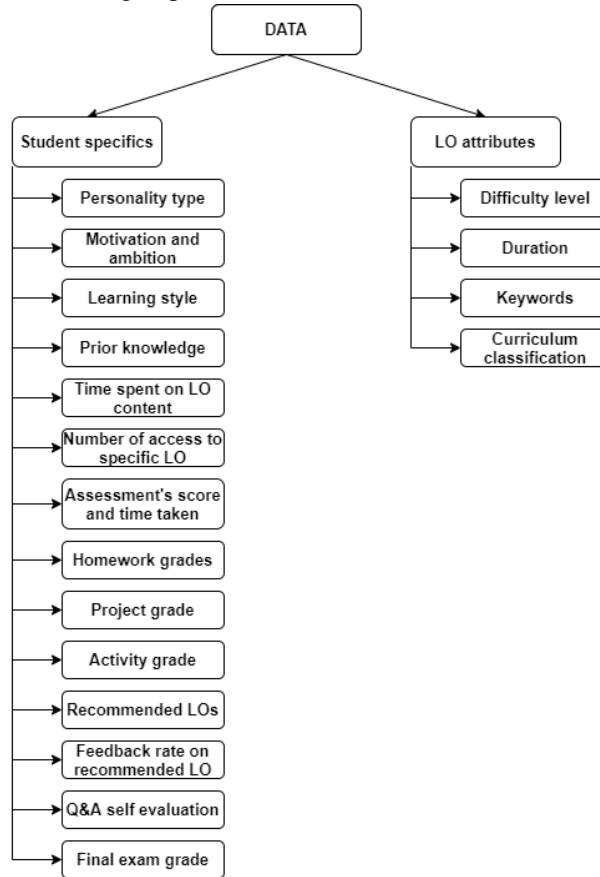 DATA
Student specifics
LO attributes
Personality type
Motivation and
ambition
Learning style
Prior knowledge
Time spent on LO
content
Number of access to
specific LO
Assessment's score
and time taken
Homework grades
Project grade
Activity grade
Recommended LOs
Feedback rate on
recommended LO
Q&A self evaluation
Final exam grade
Difficulty level
Duration
Keywords
Curriculum
classification